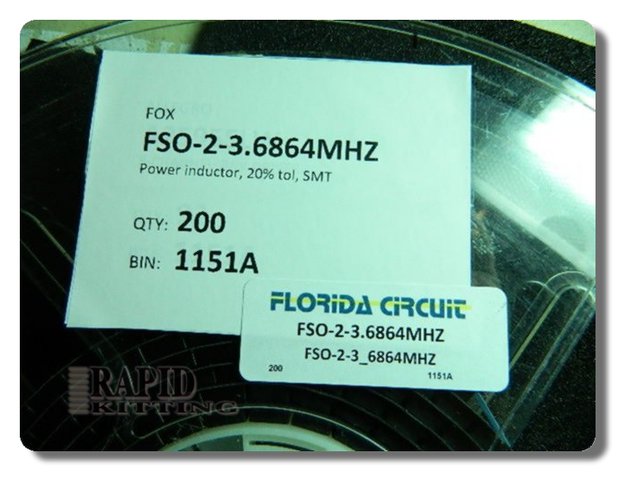 FOX
FSO-2-3.6864MHZ
Power inductor, 20% tol, SMT
QTY: 200
BIN: 1151A
FLORIDA CIRCUIT
FSO-2-3.6864MHZ
FSO-2-3_6864MHZ
200 1151A
RAPID
KITTING